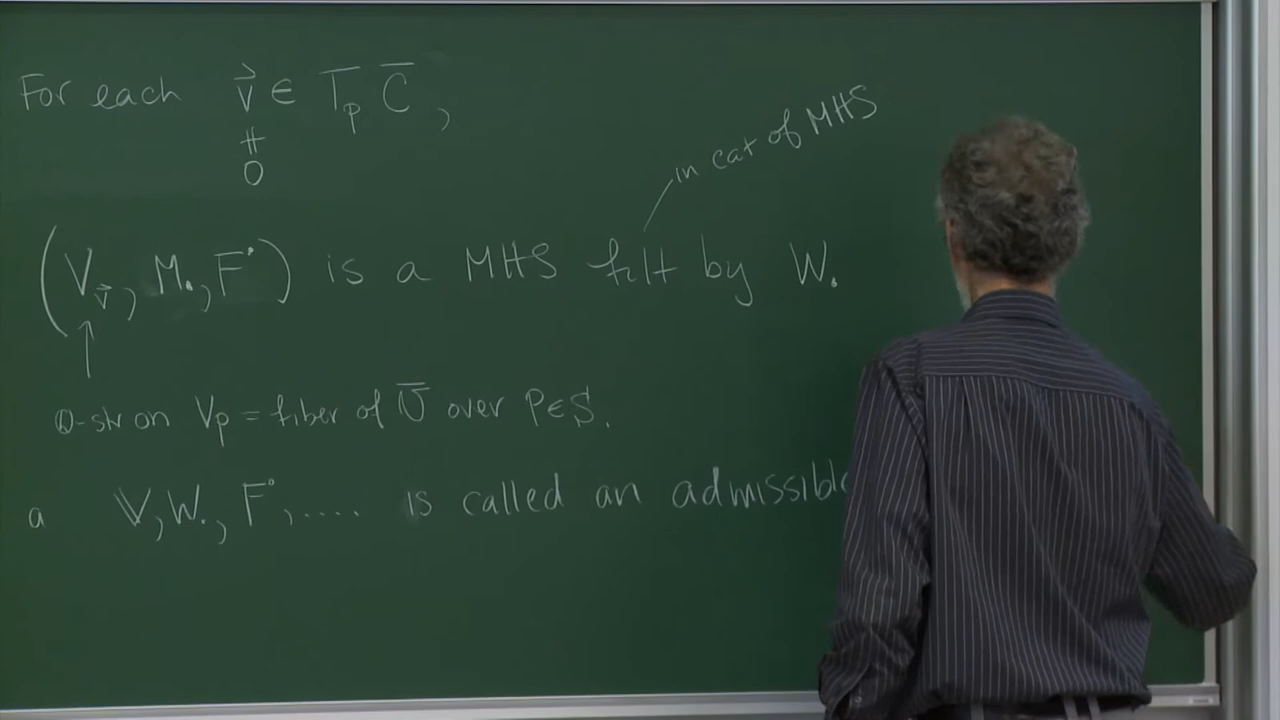 For each v⃗ ∈ T_p C̅,
≠
0
in cat of MHS
(V_v⃗, M., F^•) is a MHS filt by W.
↑
Q-str on V_p = fiber of V̅ over P∈S.
a 𝕍, W., F^•, .... is called an admissible